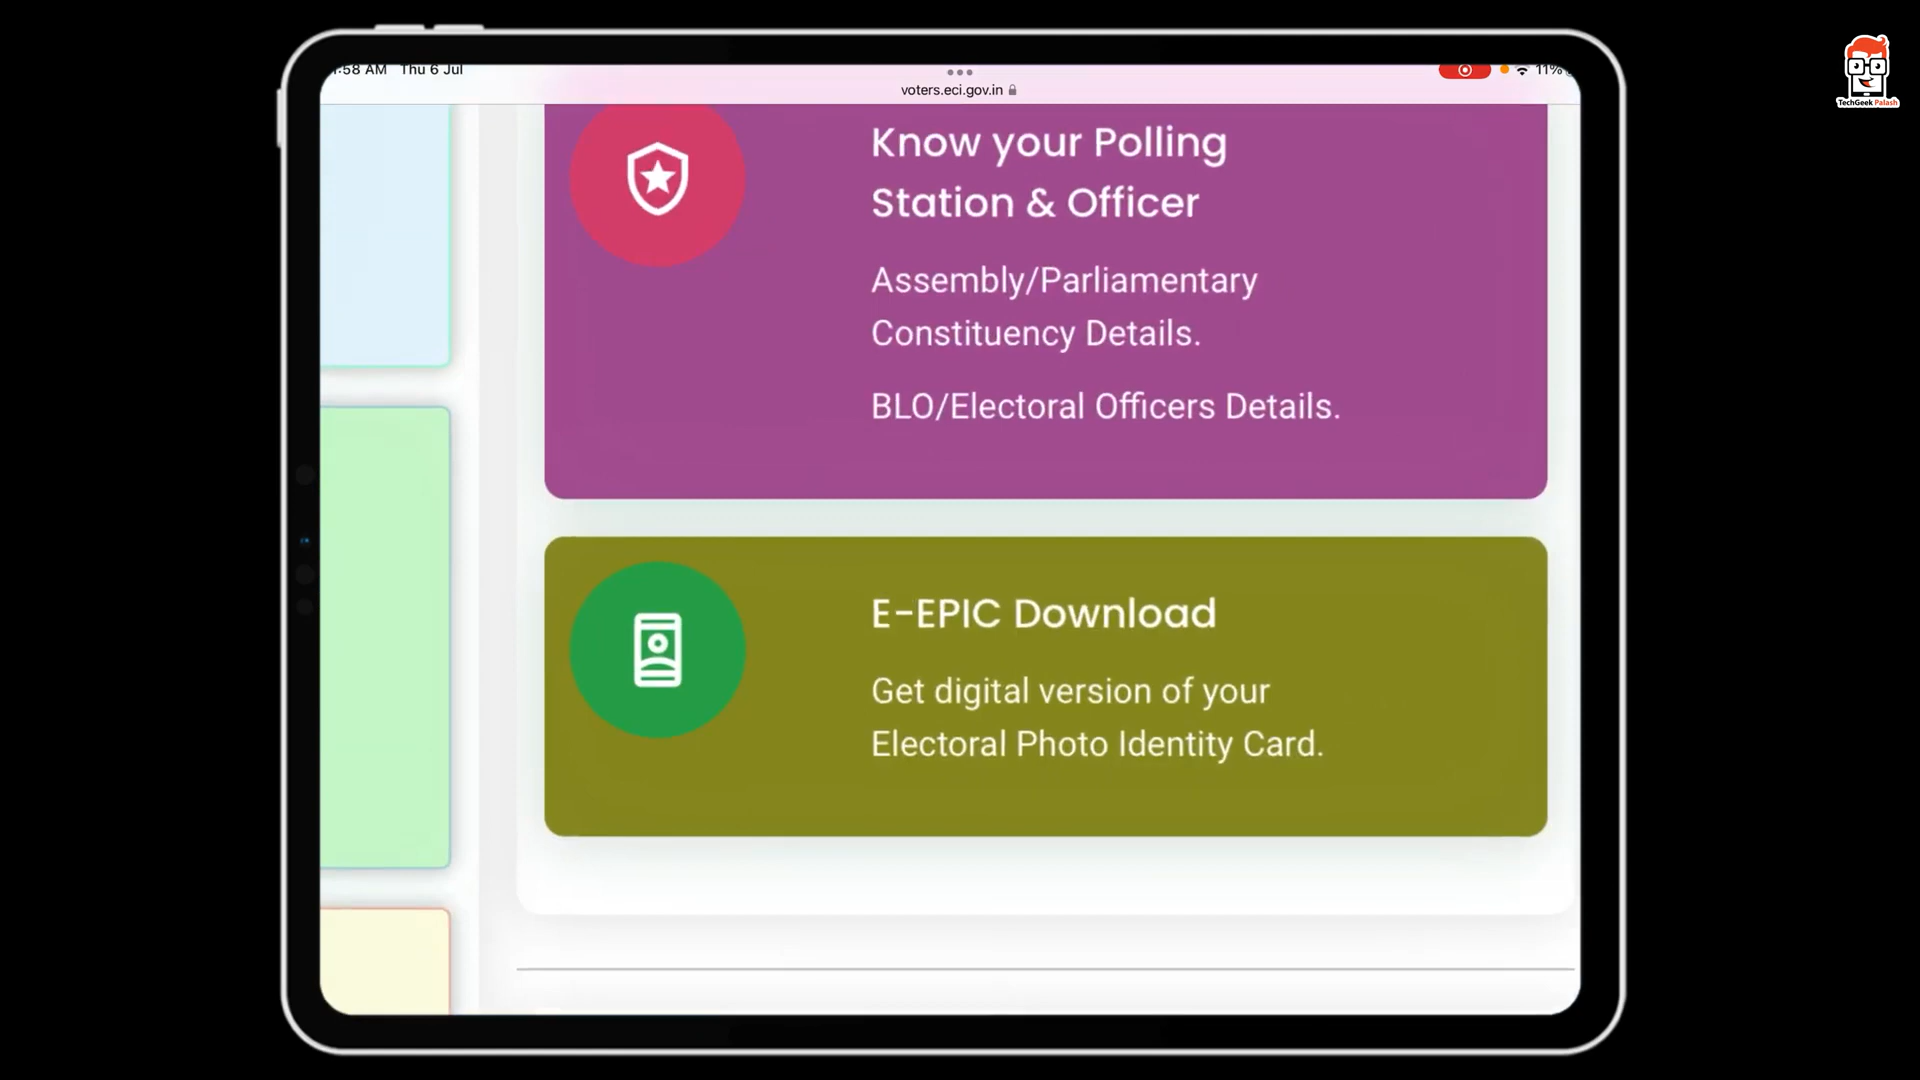 :58 AM Thu 6 Jul
11%
voters.eci.gov.in
TechGeek Palash
Know your Polling
Station & Officer
Assembly/Parliamentary
Constituency Details.
BLO/Electoral Officers Details.
E-EPIC Download
Get digital version of your
Electoral Photo Identity Card.